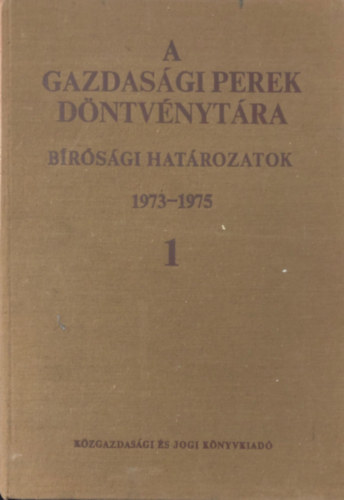 A
GAZDASÁGI PEREK
DÖNTVÉNYTÁRA
BÍRÓSÁGI HATÁROZATOK
1973–1975
1
KÖZGAZDASÁGI ÉS JOGI KÖNYVKIADÓ